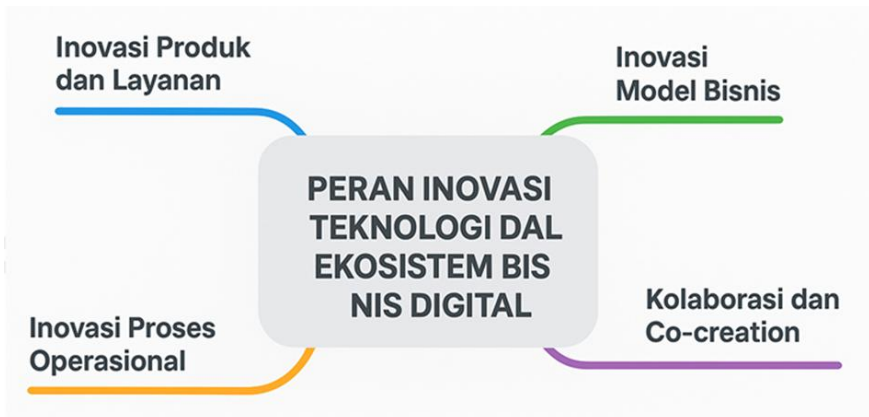 Inovasi Produk
dan Layanan
Inovasi
Model Bisnis
PERAN INOVASI
TEKNOLOGI DAL
EKOSISTEM BIS
NIS DIGITAL
Inovasi Proses
Operasional
Kolaborasi dan
Co-creation